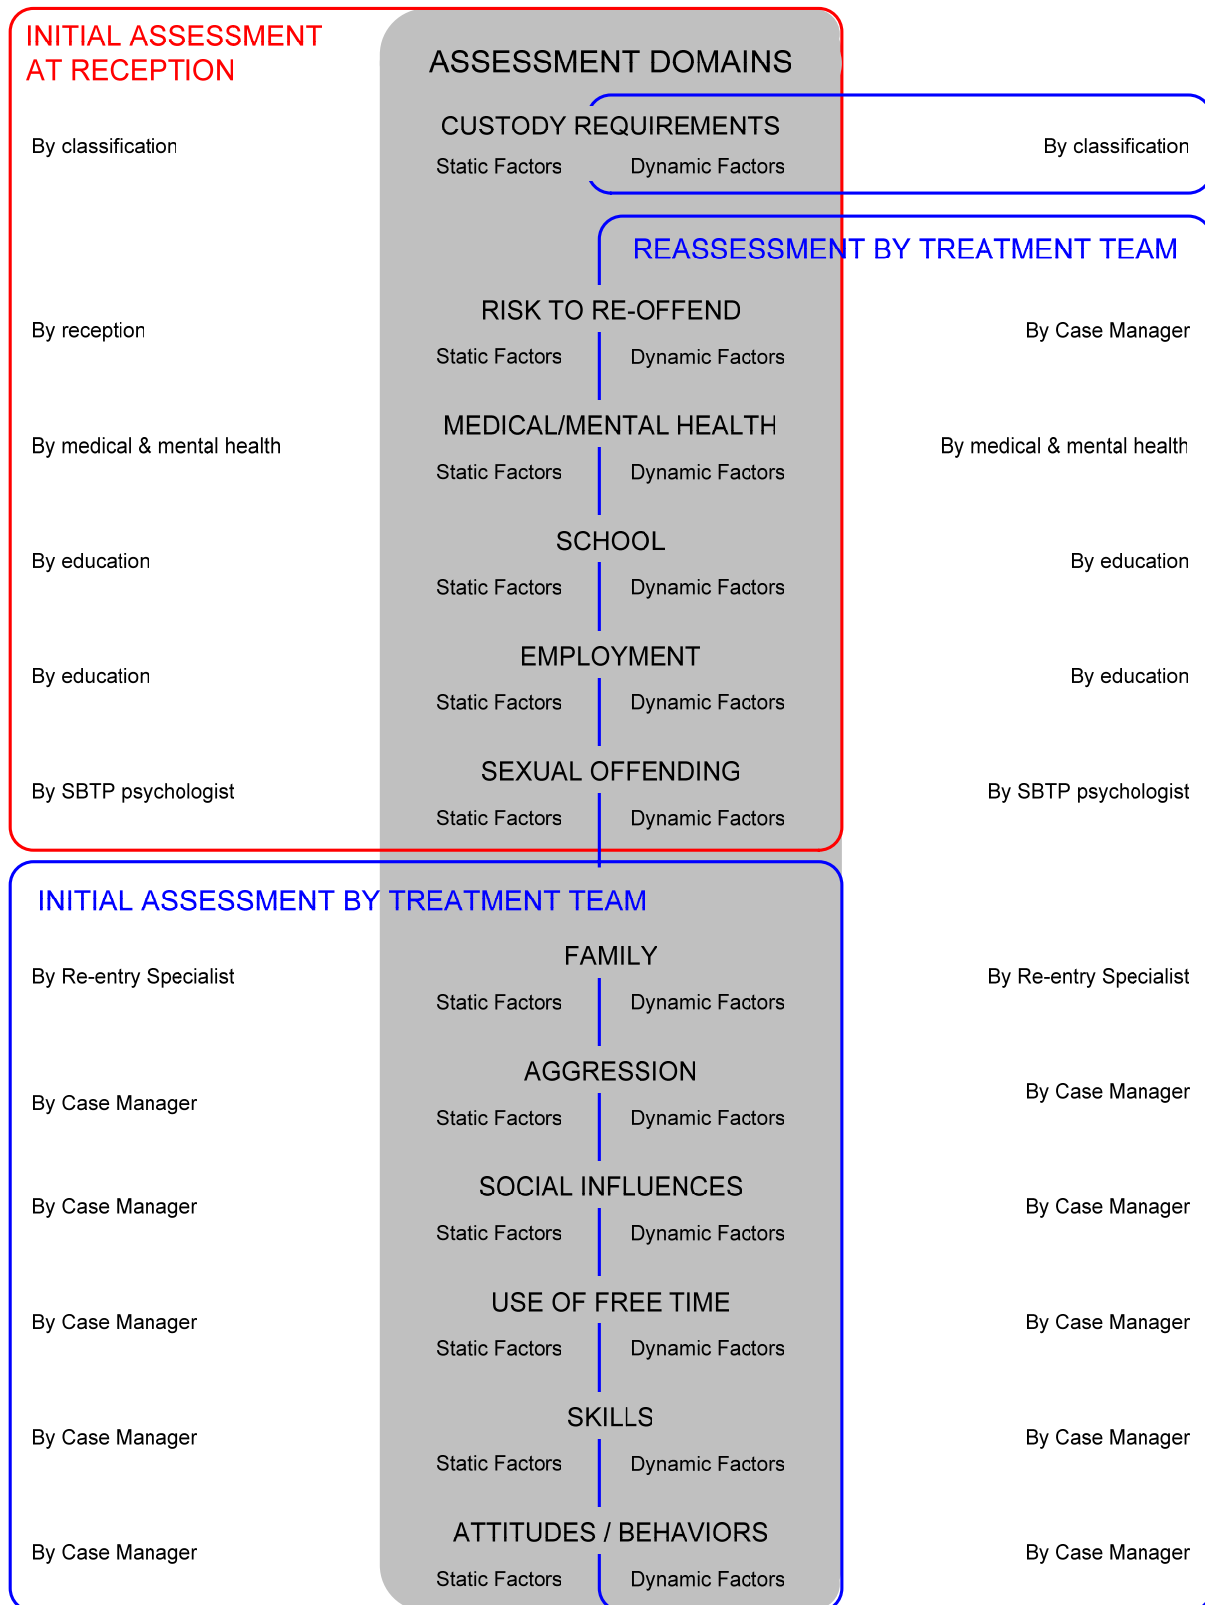 INITIAL ASSESSMENT
AT RECEPTION
ASSESSMENT DOMAINS
CUSTODY REQUIREMENTS
By classification
By classification
Static Factors Dynamic Factors
REASSESSMENT BY TREATMENT TEAM
RISK TO RE-OFFEND
By reception
By Case Manager
Static Factors Dynamic Factors
MEDICAL/MENTAL HEALTH
By medical & mental health
By medical & mental health
Static Factors Dynamic Factors
SCHOOL
By education
By education
Static Factors Dynamic Factors
EMPLOYMENT
By education
By education
Static Factors Dynamic Factors
SEXUAL OFFENDING
By SBTP psychologist
By SBTP psychologist
Static Factors Dynamic Factors
INITIAL ASSESSMENT BY TREATMENT TEAM
FAMILY
By Re-entry Specialist
By Re-entry Specialist
Static Factors Dynamic Factors
AGGRESSION
By Case Manager
By Case Manager
Static Factors Dynamic Factors
SOCIAL INFLUENCES
By Case Manager
By Case Manager
Static Factors Dynamic Factors
USE OF FREE TIME
By Case Manager
By Case Manager
Static Factors Dynamic Factors
SKILLS
By Case Manager
By Case Manager
Static Factors Dynamic Factors
ATTITUDES / BEHAVIORS
By Case Manager
By Case Manager
Static Factors Dynamic Factors